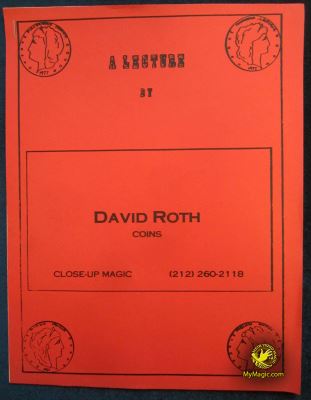 A LECTURE
BY
DAVID ROTH
COINS
CLOSE-UP MAGIC (212) 260-2118
MyMagic.com